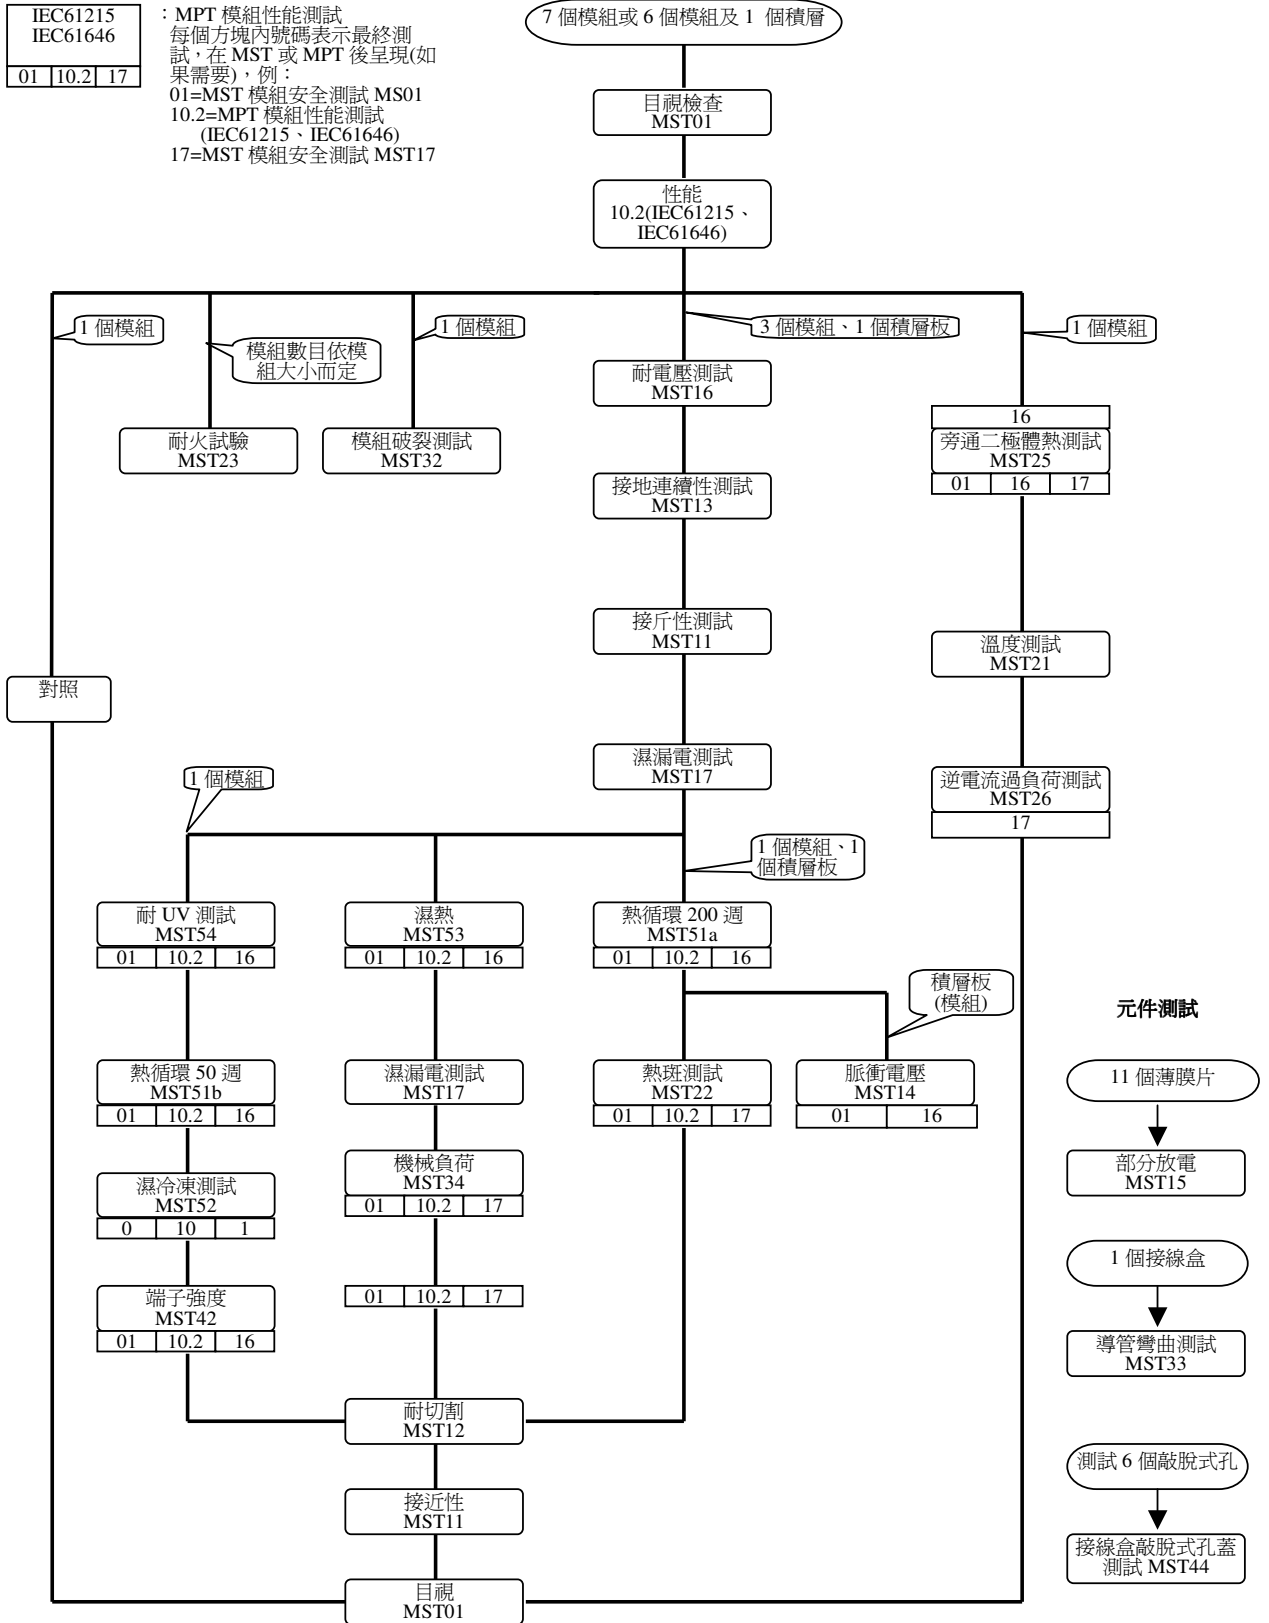 IEC61215
IEC61646
01 10.2 17
：MPT 模組性能測試
每個方塊內號碼表示最終測
試，在 MST 或 MPT 後呈現(如
果需要)，例：
01=MST 模組安全測試 MS01
10.2=MPT 模組性能測試
(IEC61215、IEC61646)
17=MST 模組安全測試 MST17
7 個模組或 6 個模組及 1 個積層
目視檢查
MST01
性能
10.2(IEC61215、
IEC61646)
1 個模組
模組數目依模
組大小而定
1 個模組
3 個模組、1 個積層板
1 個模組
耐火試驗
MST23
模組破裂測試
MST32
耐電壓測試
MST16
16
旁通二極體熱測試
MST25
01 16 17
接地連續性測試
MST13
接斤性測試
MST11
溫度測試
MST21
對照
濕漏電測試
MST17
逆電流過負荷測試
MST26
17
1 個模組
1 個模組、1
個積層板
耐 UV 測試
MST54
01 10.2 16
濕熱
MST53
01 10.2 16
熱循環 200 週
MST51a
01 10.2 16
積層板
(模組)
熱循環 50 週
MST51b
01 10.2 16
濕漏電測試
MST17
熱斑測試
MST22
01 10.2 17
脈衝電壓
MST14
01 16
濕冷凍測試
MST52
0 10 1
機械負荷
MST34
01 10.2 17
端子強度
MST42
01 10.2 16
01 10.2 17
耐切割
MST12
接近性
MST11
目視
MST01
元件測試
11 個薄膜片
部分放電
MST15
1 個接線盒
導管彎曲測試
MST33
測試 6 個敲脫式孔
接線盒敲脫式孔蓋
測試 MST44